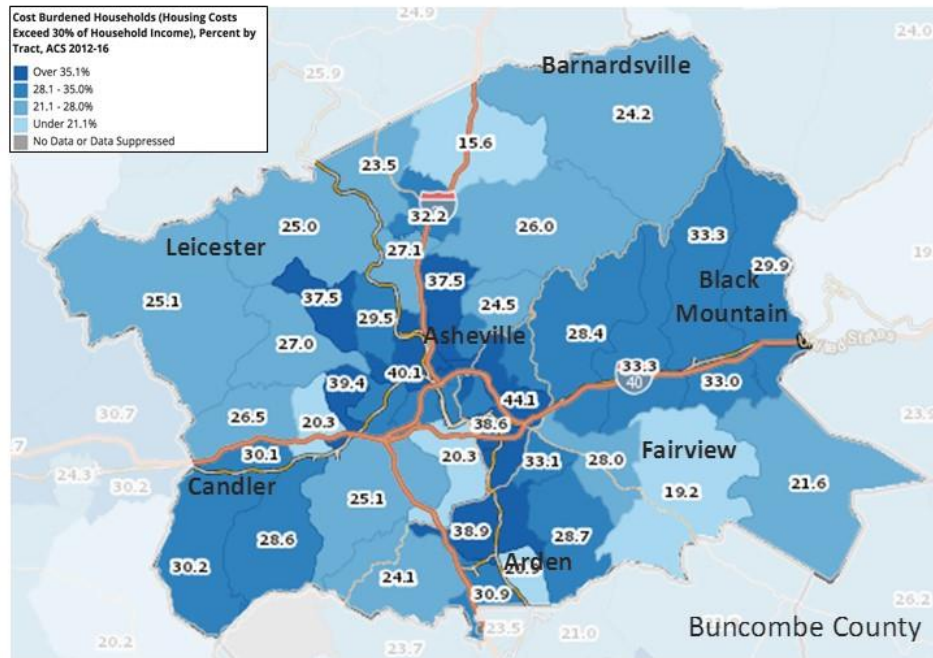 Cost Burdened Households (Housing Costs
Exceed 30% of Household Income), Percent by
Tract, ACS 2012-16
Over 35.1%
28.1 - 35.0%
21.1 - 28.0%
Under 21.1%
No Data or Data Suppressed
24.9
24.0
25.9
Barnardsville
24.2
15.6
23.5
32.2
26.0
25.0
Leicester
27.1
33.3
29.9
25.1
37.5
37.5
24.5
Black
Mountain
29.5
Asheville
28.4
27.0
33.3
40
33.0
39.4
40.1
44.1
30.7
26.5
20.3
38.6
23.9
30.1
20.3
33.1
28.0
Fairview
24.3
30.2
Candler
25.1
19.2
21.6
38.9
28.7
28.6
30.2
24.1
Arden
30.9
23.5
21.0
26.2
20.2
23.7
Buncombe County